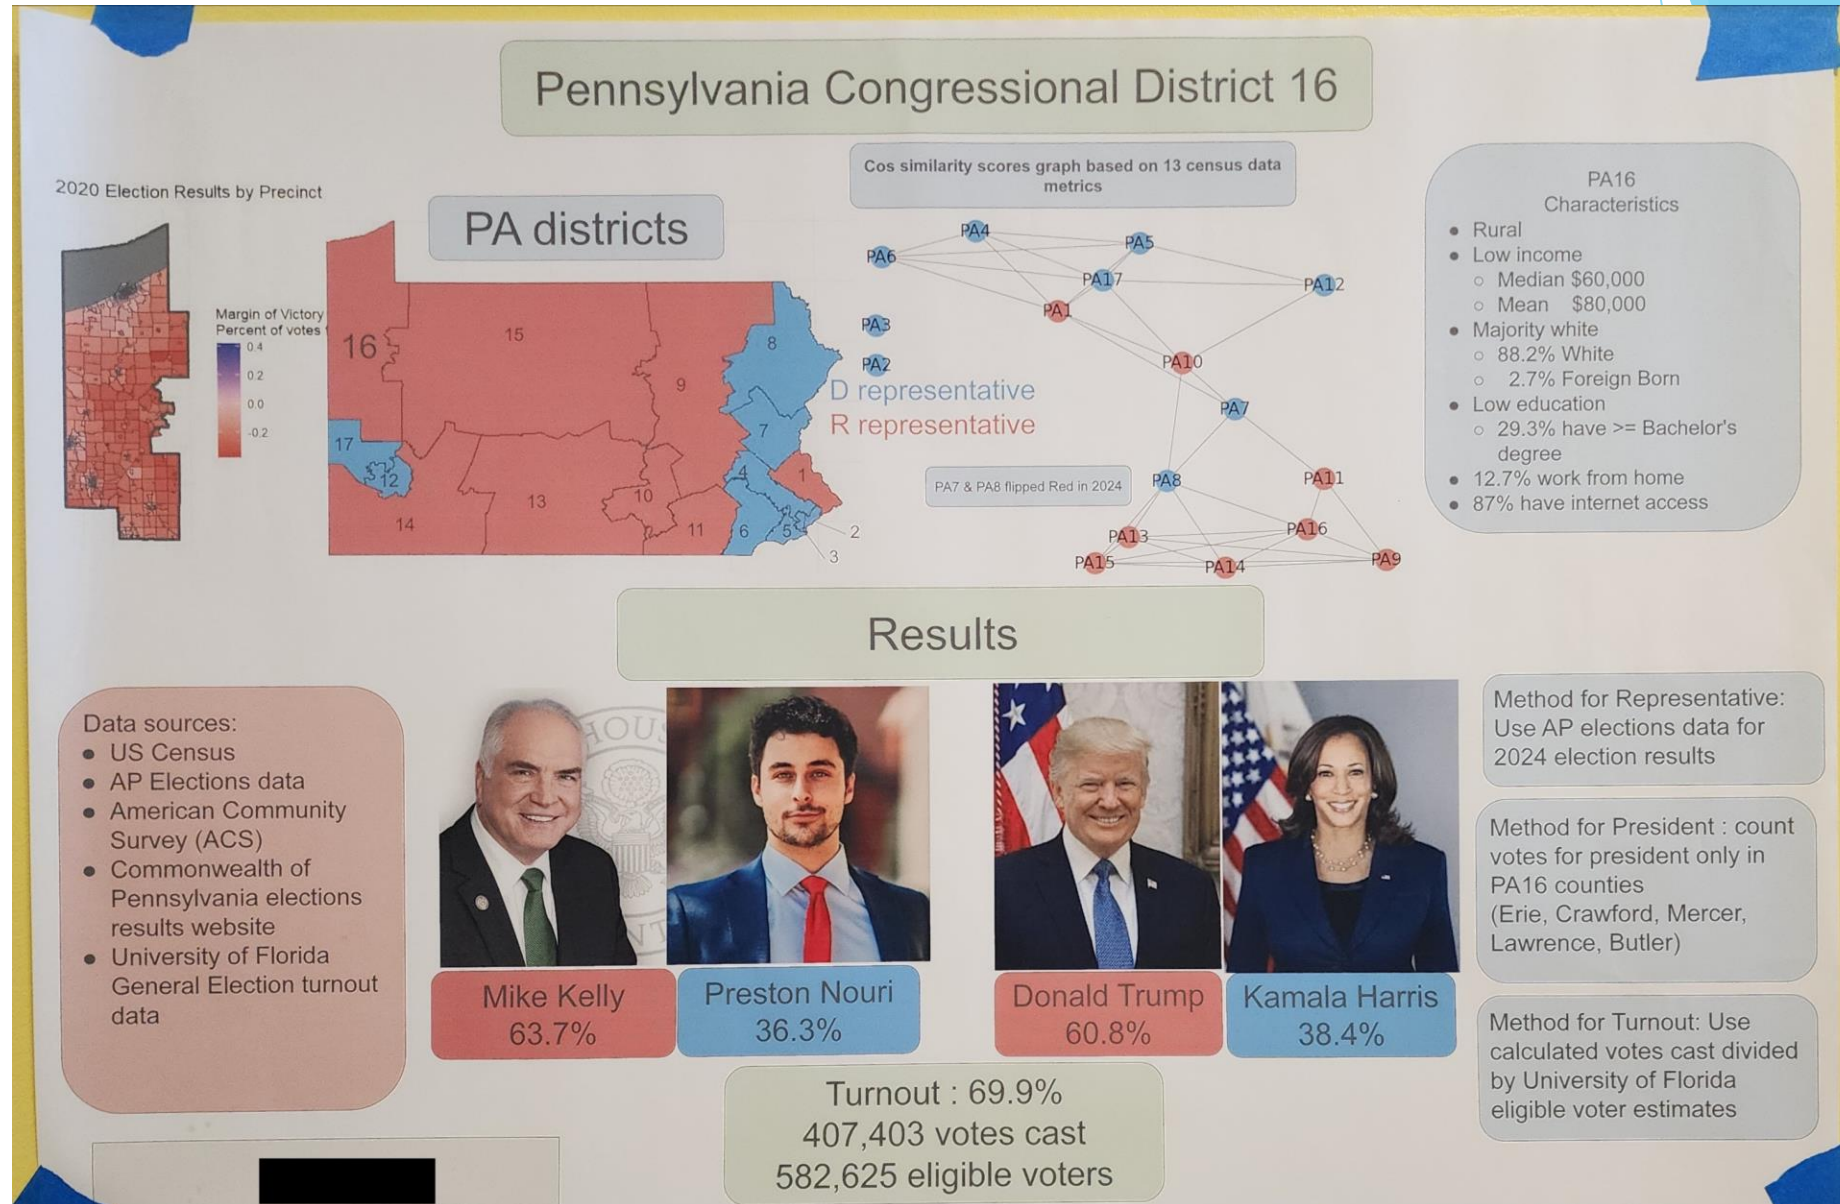 Pennsylvania Congressional District 16
2020 Election Results by Precinct
Margin of Victory
Percent of votes
0.4
0.2
0.0
-0.2
PA districts
16
15
8
9
17
12
7
4
1
10
13
14
11
6
5
2
3
Cos similarity scores graph based on 13 census data
metrics
PA4
PA5
PA6
PA17
PA12
PA1
PA3
PA10
PA2
D representative
R representative
PA7
PA7 & PA8 flipped Red in 2024
PA8
PA11
PA16
PA13
PA15
PA14
PA9
PA16
Characteristics
• Rural
• Low income
○ Median $60,000
○ Mean $80,000
• Majority white
○ 88.2% White
○ 2.7% Foreign Born
• Low education
○ 29.3% have >= Bachelor's
degree
• 12.7% work from home
• 87% have internet access
Results
Data sources:
• US Census
• AP Elections data
• American Community
Survey (ACS)
• Commonwealth of
Pennsylvania elections
results website
• University of Florida
General Election turnout
data
HOUS
Mike Kelly
63.7%
Preston Nouri
36.3%
Donald Trump
60.8%
Kamala Harris
38.4%
Turnout : 69.9%
407,403 votes cast
582,625 eligible voters
Method for Representative:
Use AP elections data for
2024 election results
Method for President : count
votes for president only in
PA16 counties
(Erie, Crawford, Mercer,
Lawrence, Butler)
Method for Turnout: Use
calculated votes cast divided
by University of Florida
eligible voter estimates